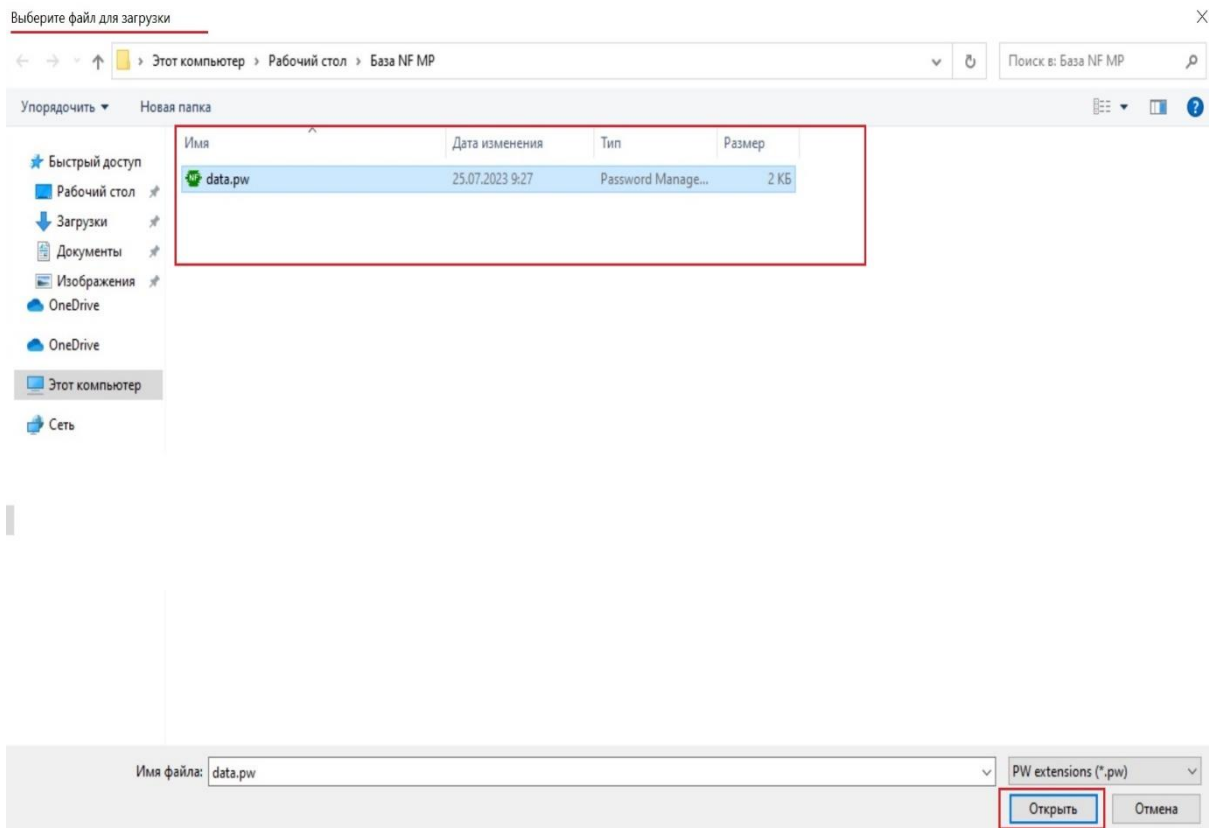 Выберите файл для загрузки
Этот компьютер › Рабочий стол › База NF MP
Поиск в: База NF MP
Упорядочить
Новая папка
Имя
Дата изменения
Тип
Размер
data.pw
25.07.2023 9:27
Password Manage...
2 КБ
Быстрый доступ
Рабочий стол
Загрузки
Документы
Изображения
OneDrive
OneDrive
Этот компьютер
Сеть
Имя файла: data.pw
PW extensions (*.pw)
Открыть
Отмена